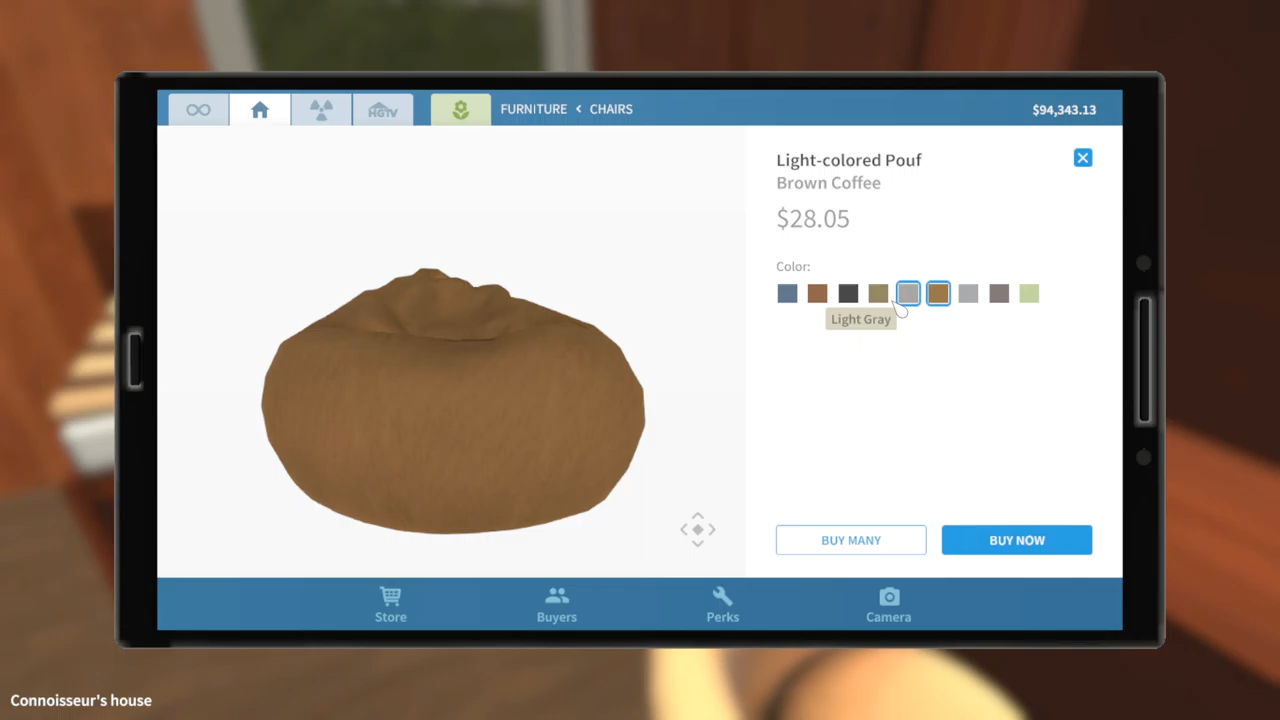 HGTV
FURNITURE < CHAIRS
$94,343.13
Light-colored Pouf
Brown Coffee
$28.05
Color:
Light Gray
BUY MANY
BUY NOW
Store
Buyers
Perks
Camera
Connoisseur's house